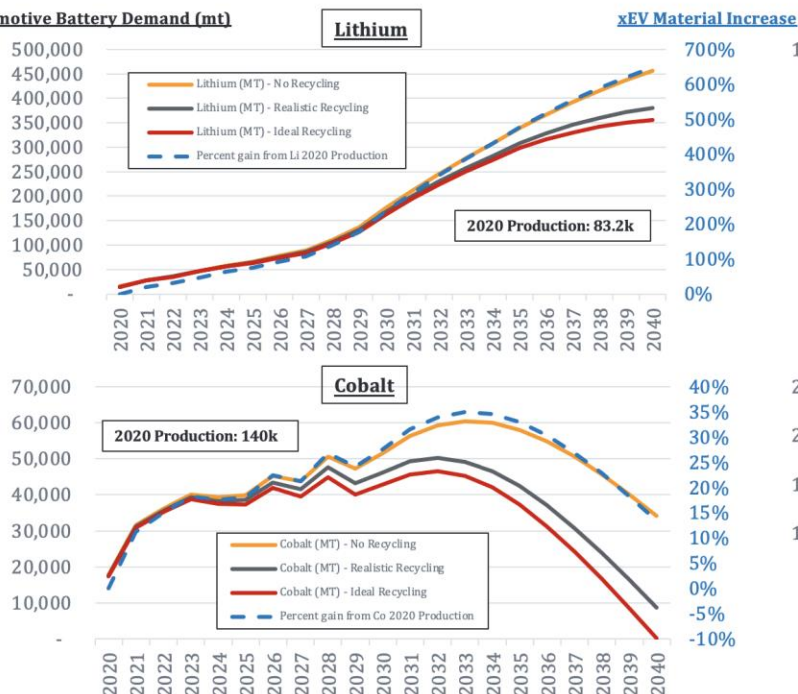 motive Battery Demand (mt)
Lithium
xEV Material Increase
500,000
450,000
400,000
350,000
300,000
250,000
200,000
150,000
100,000
50,000
-
Lithium (MT) - No Recycling
Lithium (MT) - Realistic Recycling
Lithium (MT) - Ideal Recycling
Percent gain from Li 2020 Production
2020 Production: 83.2k
700%
600%
500%
400%
300%
200%
100%
0%
1
2020 2021 2022 2023 2024 2025 2026 2027 2028 2029 2030 2031 2032 2033 2034 2035 2036 2037 2038 2039 2040
Cobalt
70,000
60,000
50,000
40,000
30,000
20,000
10,000
-
2020 Production: 140k
Cobalt (MT) - No Recycling
Cobalt (MT) - Realistic Recycling
Cobalt (MT) - Ideal Recycling
Percent gain from Co 2020 Production
40%
35%
30%
25%
20%
15%
10%
5%
0%
-5%
-10%
2
2
1
1
2020 2021 2022 2023 2024 2025 2026 2027 2028 2029 2030 2031 2032 2033 2034 2035 2036 2037 2038 2039 2040